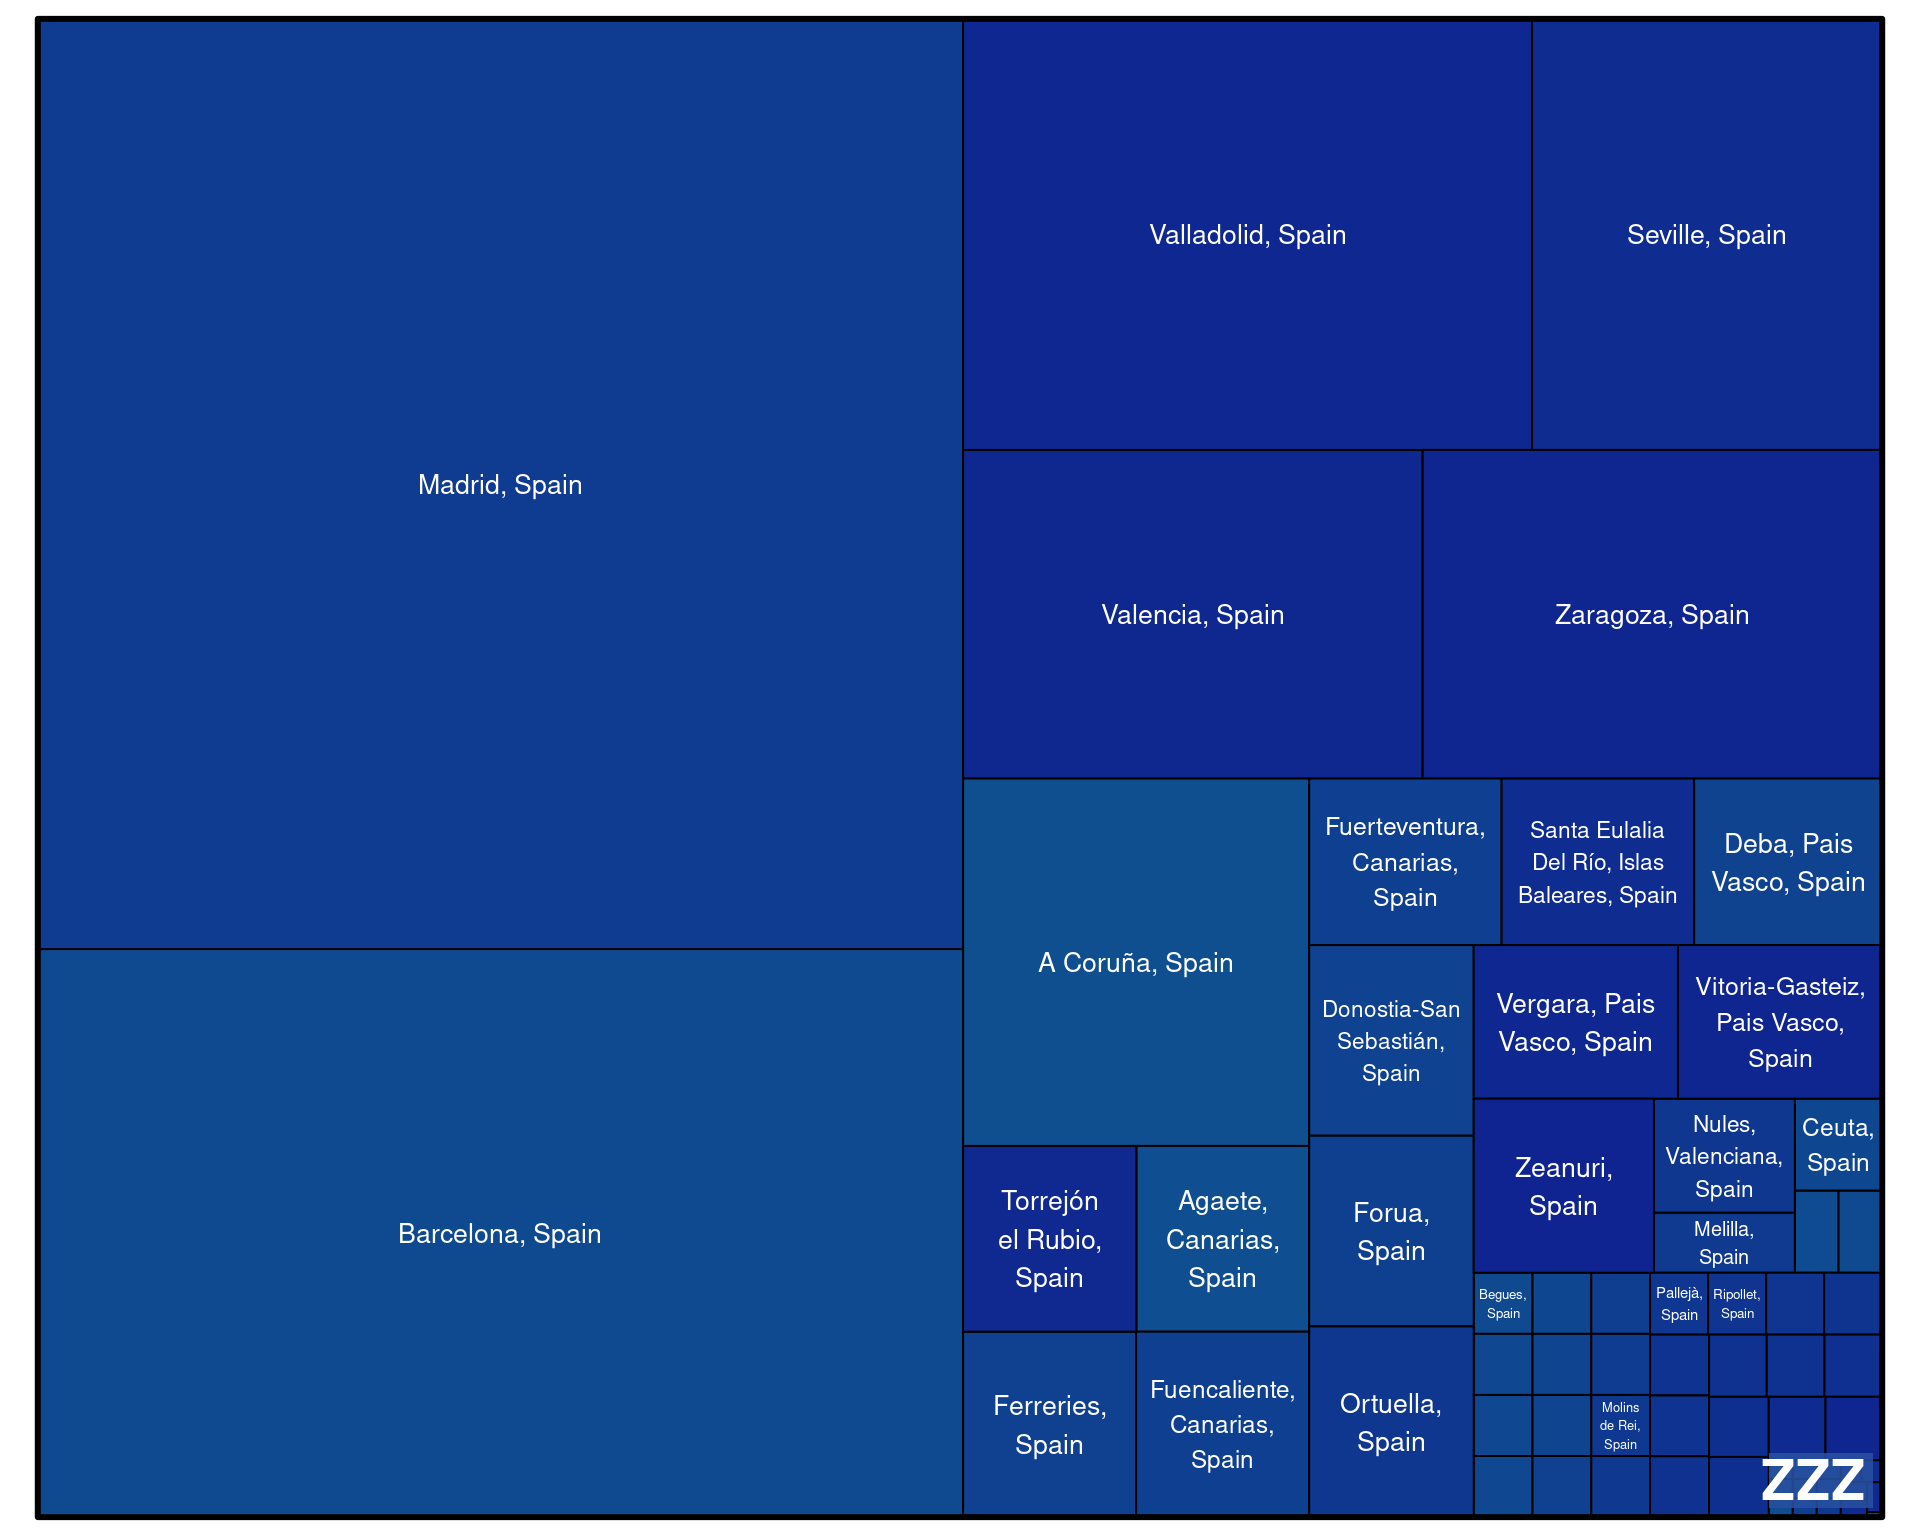 Madrid, Spain
Barcelona, Spain
Valladolid, Spain
Seville, Spain
Valencia, Spain
Zaragoza, Spain
A Coruña, Spain
Fuerteventura,
Canarias,
Spain
Santa Eulalia
Del Río, Islas
Baleares, Spain
Deba, Pais
Vasco, Spain
Donostia-San
Sebastián,
Spain
Vergara, Pais
Vasco, Spain
Vitoria-Gasteiz,
Pais Vasco,
Spain
Zeanuri,
Spain
Nules,
Valenciana,
Spain
Ceuta,
Spain
Melilla,
Spain
Torrejón
el Rubio,
Spain
Agaete,
Canarias,
Spain
Forua,
Spain
Ferreries,
Spain
Fuencaliente,
Canarias,
Spain
Ortuella,
Spain
Begues,
Spain
Pallejà,
Spain
Ripollet,
Spain
Molins
de Rei,
Spain
ZZZ